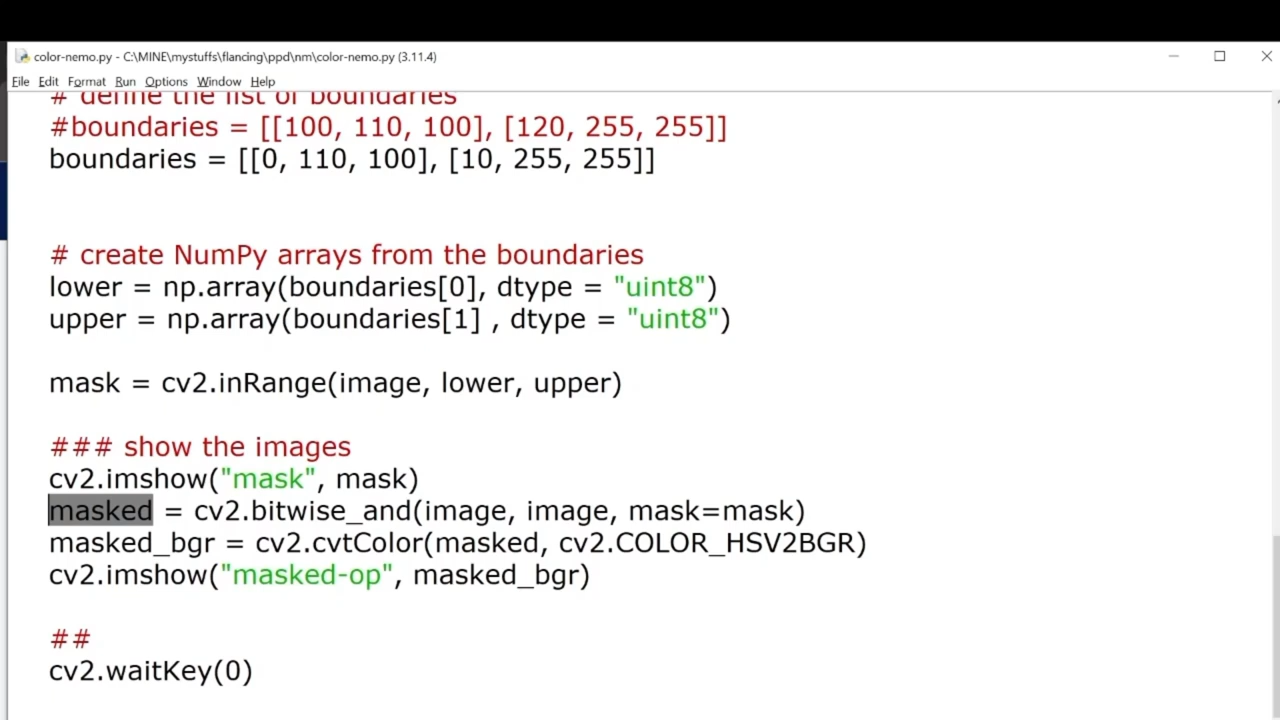 color-nemo.py - C:\MINE\mystuffs\flancing\ppd\nm\color-nemo.py (3.11.4)
File Edit Format Run Options Window Help
# define the list of boundaries
#boundaries = [[100, 110, 100], [120, 255, 255]]
boundaries = [[0, 110, 100], [10, 255, 255]]
# create NumPy arrays from the boundaries
lower = np.array(boundaries[0], dtype = "uint8")
upper = np.array(boundaries[1] , dtype = "uint8")
mask = cv2.inRange(image, lower, upper)
### show the images
cv2.imshow("mask", mask)
masked = cv2.bitwise_and(image, image, mask=mask)
masked_bgr = cv2.cvtColor(masked, cv2.COLOR_HSV2BGR)
cv2.imshow("masked-op", masked_bgr)
##
cv2.waitKey(0)